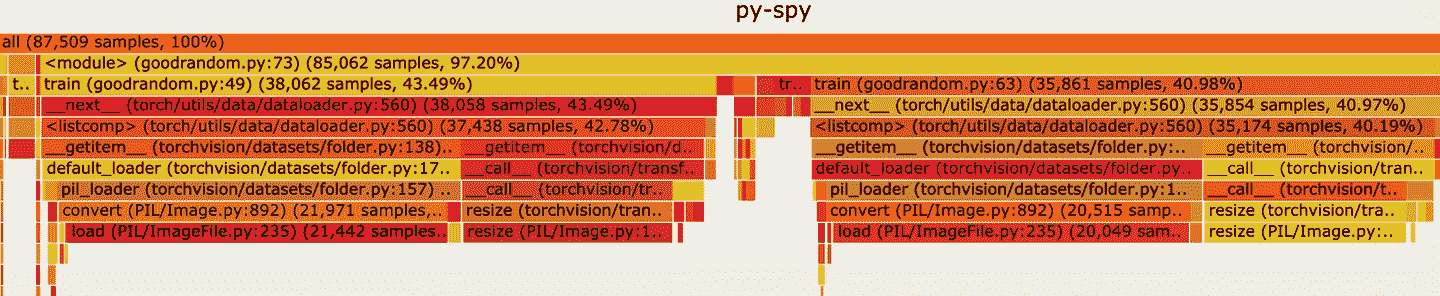 py-spy
all (87,509 samples, 100%)
<module> (goodrandom.py:73) (85,062 samples, 97.20%)
t.. train (goodrandom.py:49) (38,062 samples, 43.49%) tr.. train (goodrandom.py:63) (35,861 samples, 40.98%)
__next__ (torch/utils/data/dataloader.py:560) (38,058 samples, 43.49%) __next__ (torch/utils/data/dataloader.py:560) (35,854 samples, 40.97%)
<listcomp> (torch/utils/data/dataloader.py:560) (37,438 samples, 42.78%) <listcomp> (torch/utils/data/dataloader.py:560) (35,174 samples, 40.19%)
__getitem__ (torchvision/datasets/folder.py:138).. __getitem__ (torchvision/d.. __getitem__ (torchvision/datasets/folder.py:.. __getitem__ (torchvision/d..
default_loader (torchvision/datasets/folder.py:17.. __call__ (torchvision/transf.. default_loader (torchvision/datasets/folder.py.. __call__ (torchvision/tran..
pil_loader (torchvision/datasets/folder.py:157) .. __call__ (torchvision/tr.. pil_loader (torchvision/datasets/folder.py:1.. __call__ (torchvision/t..
convert (PIL/Image.py:892) (21,971 samples,.. resize (torchvision/tran.. convert (PIL/Image.py:892) (20,515 samp.. resize (torchvision/tra..
load (PIL/ImageFile.py:235) (21,442 samples.. resize (PIL/Image.py:1.. load (PIL/ImageFile.py:235) (20,049 sam.. resize (PIL/Image.py:..